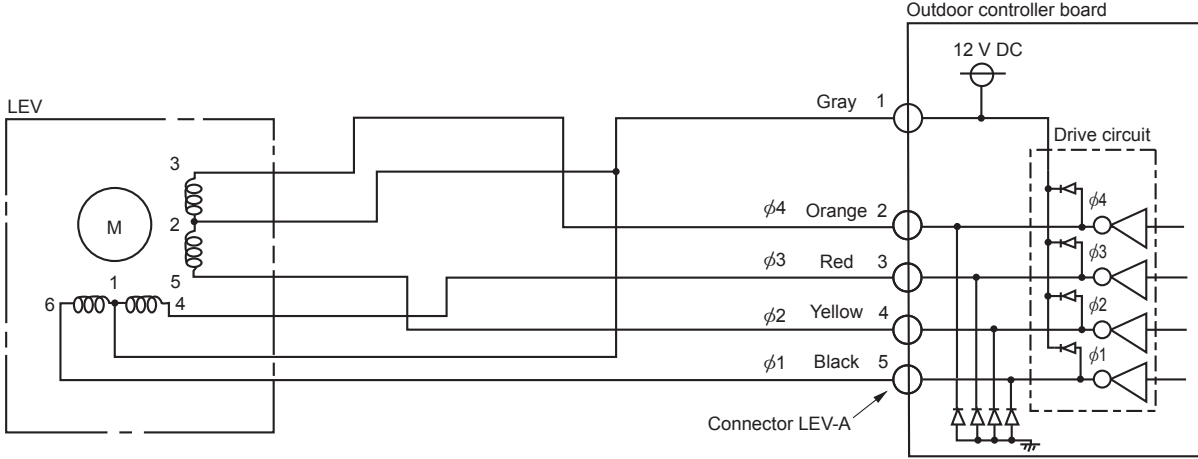 Outdoor controller board
12 V DC
LEV
Gray 1
Drive circuit
3
ϕ4
2
ϕ4 Orange 2
M
ϕ3
5
ϕ3 Red 3
6 1 4
ϕ2
ϕ2 Yellow 4
ϕ1
ϕ1 Black 5
Connector LEV-A